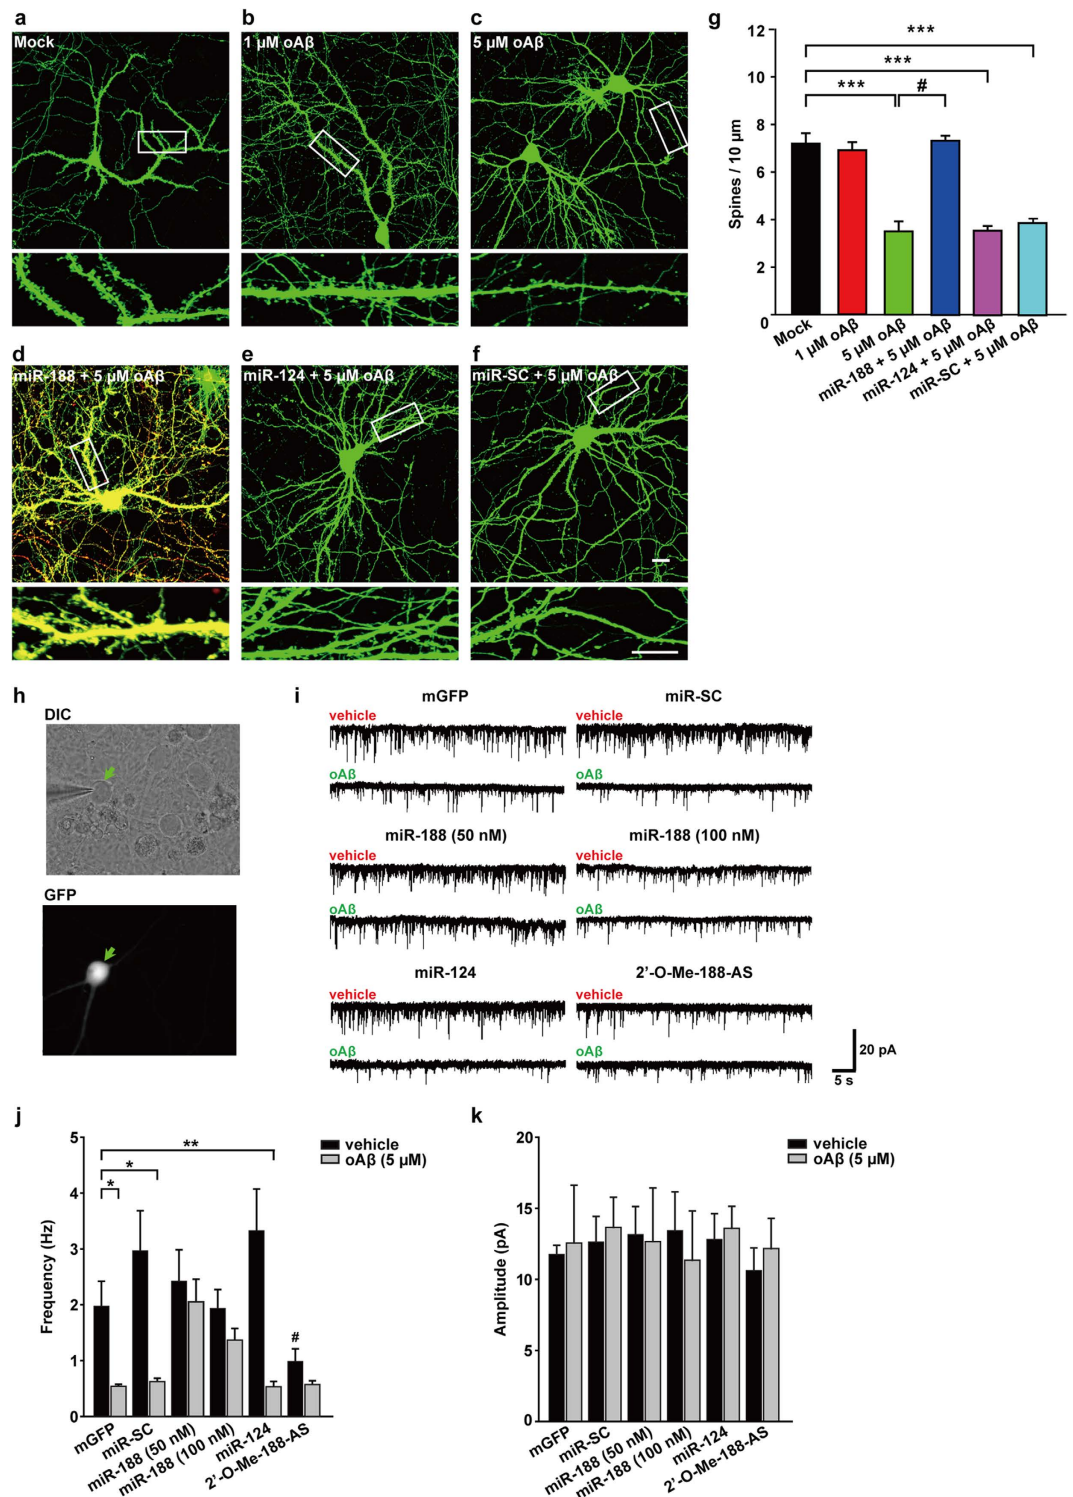 a
Mock
b
1 µM oAβ
c
5 µM oAβ
d
miR-188 + 5 µM oAβ
e
miR-124 + 5 µM oAβ
f
miR-SC + 5 µM oAβ
g
Spines / 10 µm
12
10
8
6
4
2
0
***
***
***
#
Mock
1 µM oAβ
5 µM oAβ
miR-188 + 5 µM oAβ
miR-124 + 5 µM oAβ
miR-SC + 5 µM oAβ
h
DIC
GFP
i
mGFP
vehicle
oAβ
miR-SC
vehicle
oAβ
miR-188 (50 nM)
vehicle
oAβ
miR-188 (100 nM)
vehicle
oAβ
miR-124
vehicle
oAβ
2’-O-Me-188-AS
vehicle
oAβ
20 pA
5 s
j
Frequency (Hz)
5
4
3
2
1
0
**
*
*
#
vehicle
oAβ (5 µM)
mGFP
miR-SC
miR-188 (50 nM)
miR-188 (100 nM)
miR-124
2’-O-Me-188-AS
k
Amplitude (pA)
20
15
10
5
0
vehicle
oAβ (5 µM)
mGFP
miR-SC
miR-188 (50 nM)
miR-188 (100 nM)
miR-124
2’-O-Me-188-AS